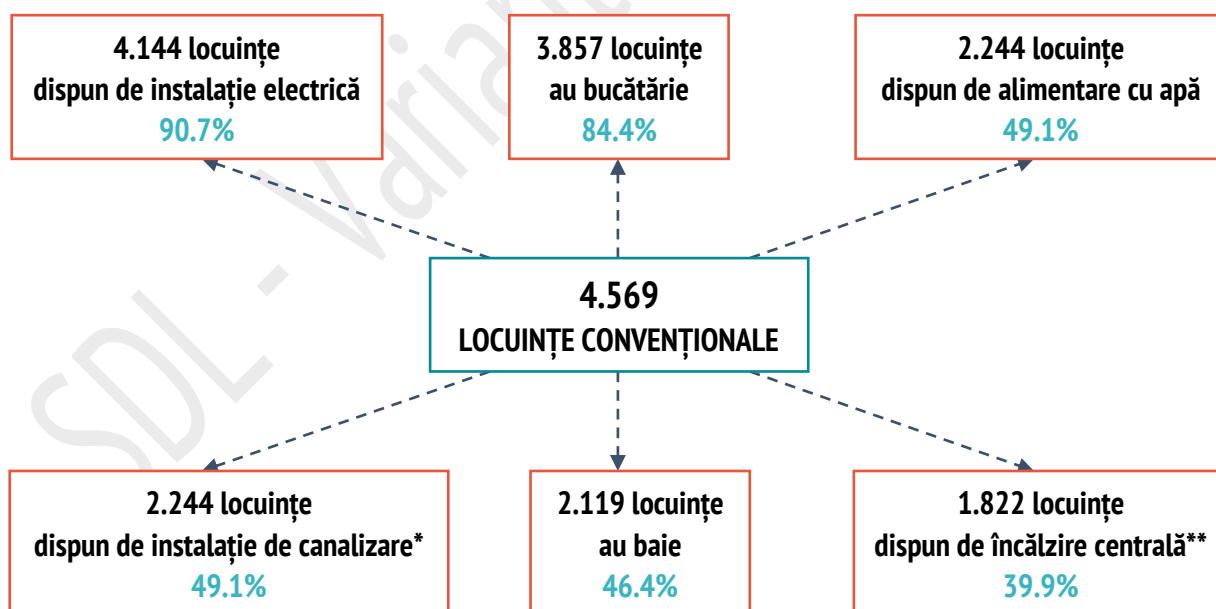 4.144 locuințe
dispun de instalație electrică
90.7%
3.857 locuințe
au bucătărie
84.4%
2.244 locuințe
dispun de alimentare cu apă
49.1%
4.569
LOCUINȚE CONVENȚIONALE
2.244 locuințe
dispun de instalație de canalizare*
49.1%
2.119 locuințe
au baie
46.4%
1.822 locuințe
dispun de încălzire centrală**
39.9%
SDL - Varian